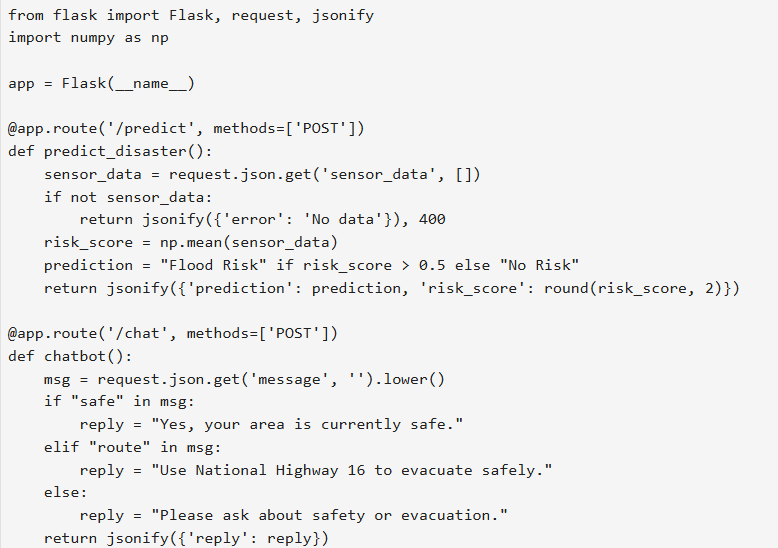 from flask import Flask, request, jsonify
import numpy as np
app = Flask(__name__)
@app.route('/predict', methods=['POST'])
def predict_disaster():
    sensor_data = request.json.get('sensor_data', [])
    if not sensor_data:
        return jsonify({'error': 'No data'}), 400
    risk_score = np.mean(sensor_data)
    prediction = "Flood Risk" if risk_score > 0.5 else "No Risk"
    return jsonify({'prediction': prediction, 'risk_score': round(risk_score, 2)})
@app.route('/chat', methods=['POST'])
def chatbot():
    msg = request.json.get('message', '').lower()
    if "safe" in msg:
        reply = "Yes, your area is currently safe."
    elif "route" in msg:
        reply = "Use National Highway 16 to evacuate safely."
    else:
        reply = "Please ask about safety or evacuation."
    return jsonify({'reply': reply})